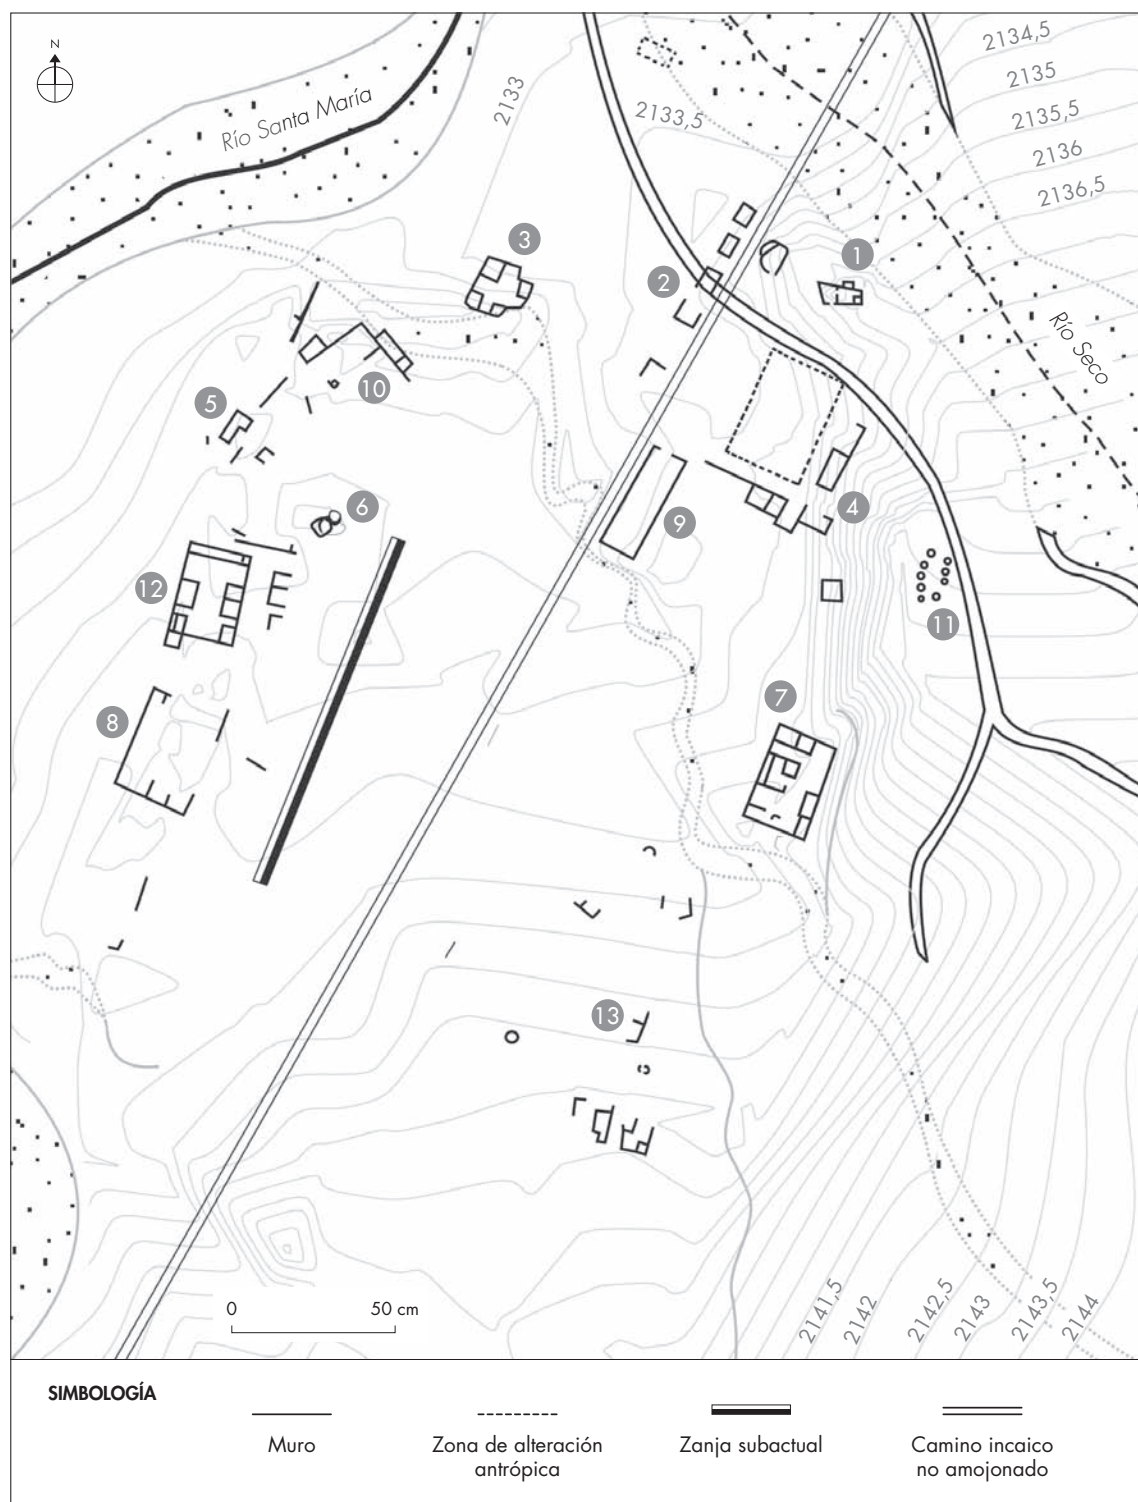 N
Río Santa María
2133
2133,5
2134,5
2135
2135,5
2136
2136,5
3
1
2
Río Seco
10
5
6
9
4
12
11
7
8
13
0 50 cm
2141,5
2142
2142,5
2143
2143,5
2144
SIMBOLOGÍA
Muro
Zona de alteración
antrópica
Zanja subactual
Camino incaico
no amojonado